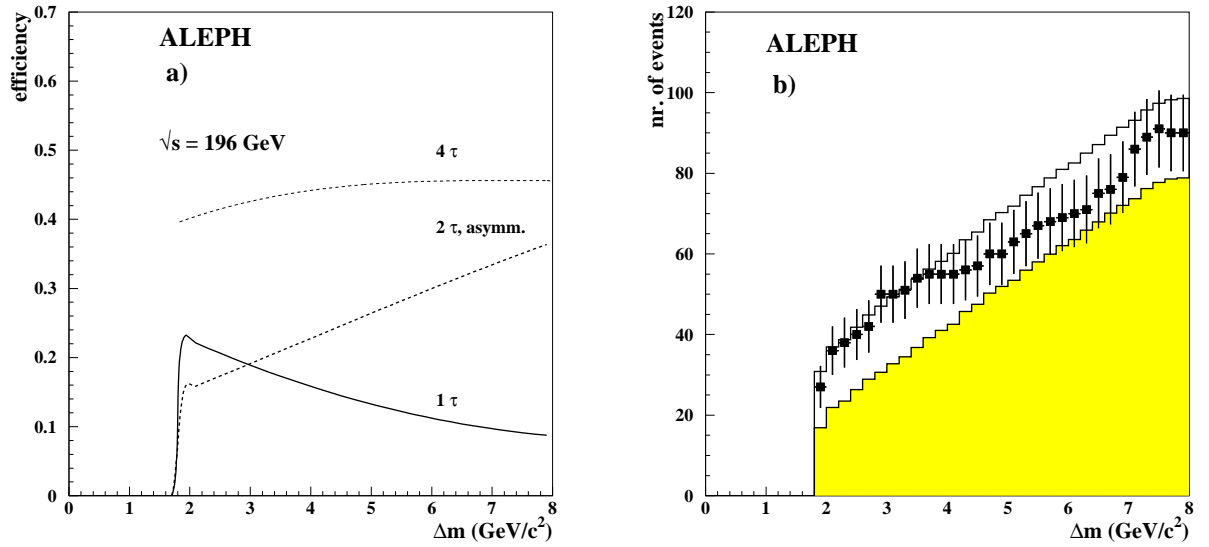 efficiency
ALEPH
a)
√s = 196 GeV
4 τ
2 τ, asymm.
1 τ
0
0.1
0.2
0.3
0.4
0.5
0.6
0.7
0 1 2 3 4 5 6 7 8
Δm (GeV/c²)
nr. of events
ALEPH
b)
0
20
40
60
80
100
120
0 1 2 3 4 5 6 7 8
Δm (GeV/c²)